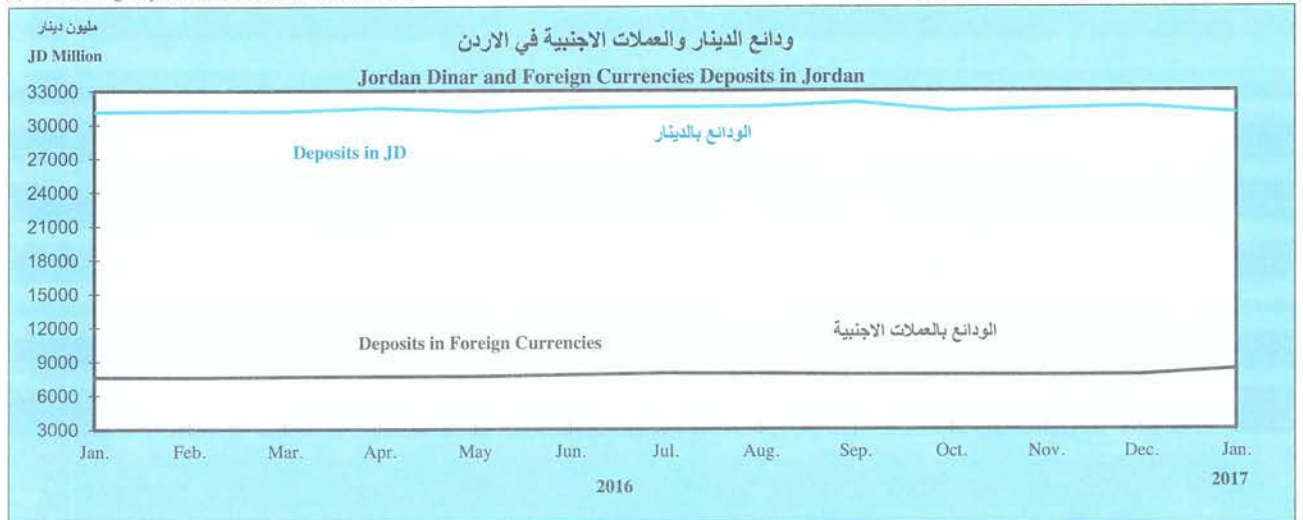 مليون دينار
JD Million
ودائع الدينار والعملات الاجنبية في الاردن
Jordan Dinar and Foreign Currencies Deposits in Jordan
33000
30000
27000
24000
21000
18000
15000
12000
9000
6000
3000
الودائع بالدينار
Deposits in JD
الودائع بالعملات الاجنبية
Deposits in Foreign Currencies
Jan. Feb. Mar. Apr. May Jun. Jul. Aug. Sep. Oct. Nov. Dec. Jan.
2016 2017